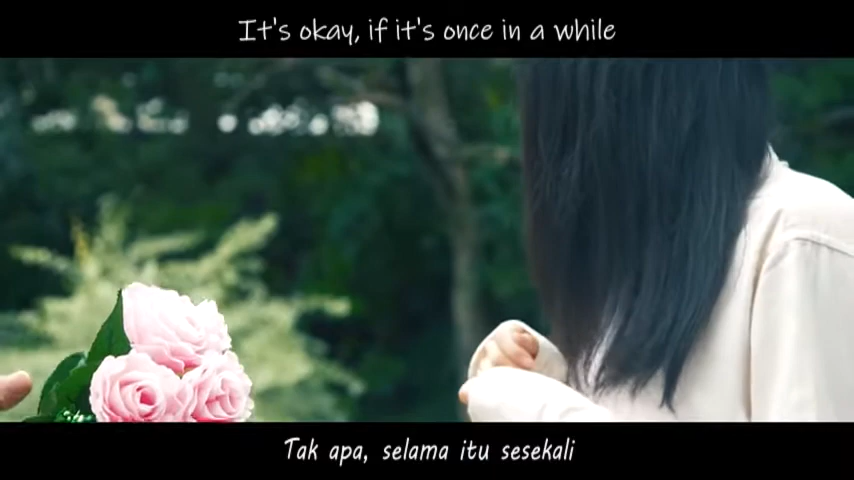 It's okay, if it's once in a while
Tak apa, selama itu sesekali